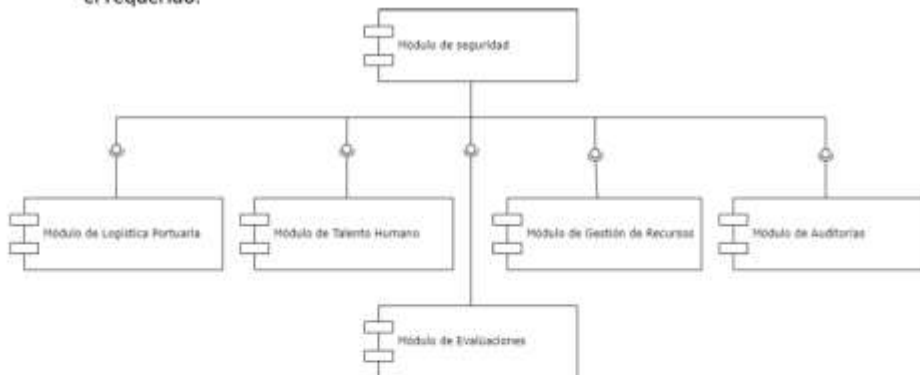 el requerido.
Módulo de seguridad
Módulo de Logística Portuaria
Módulo de Talento Humano
Módulo de Gestión de Recursos
Módulo de Auditorías
Módulo de Evaluaciones